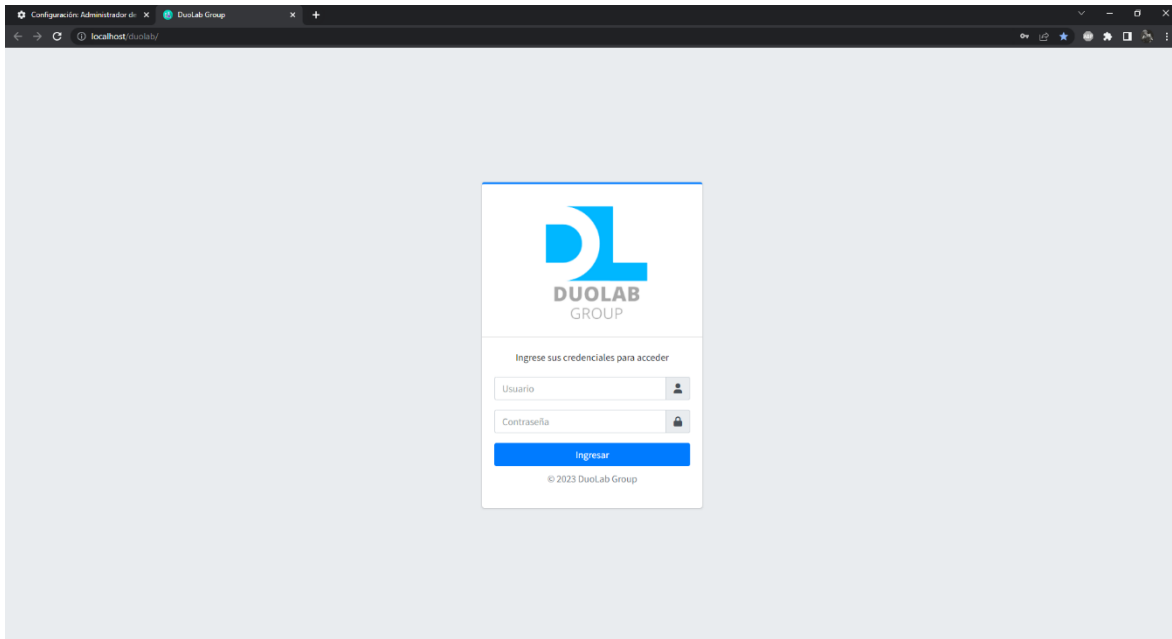 Configuración: Administrador de
DuoLab Group
localhost/duolab/
DL
DUOLAB
GROUP
Ingrese sus credenciales para acceder
Usuario
Contraseña
Ingresar
© 2023 DuoLab Group